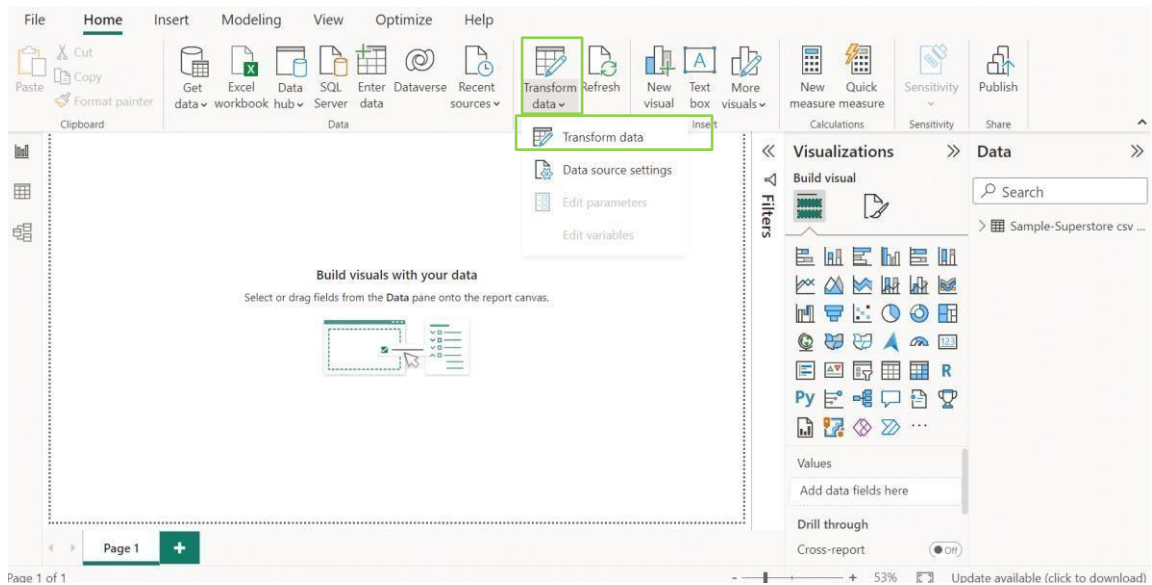 File Home Insert Modeling View Optimize Help
Paste
Cut
Copy
Format painter
Clipboard
Get data
Excel workbook
Data hub
SQL Server
Enter data
Dataverse
Recent sources
Data
Transform data
Refresh
New visual
Text box
More visuals
Insert
New measure
Quick measure
Calculations
Sensitivity
Sensitivity
Publish
Share
Transform data
Data source settings
Edit parameters
Edit variables
Build visuals with your data
Select or drag fields from the Data pane onto the report canvas.
Filters
Visualizations
Build visual
123
R
Py
Values
Add data fields here
Drill through
Cross-report
Off
Data
Search
Sample-Superstore csv ...
Page 1
Page 1 of 1
- + 53%
Update available (click to download)